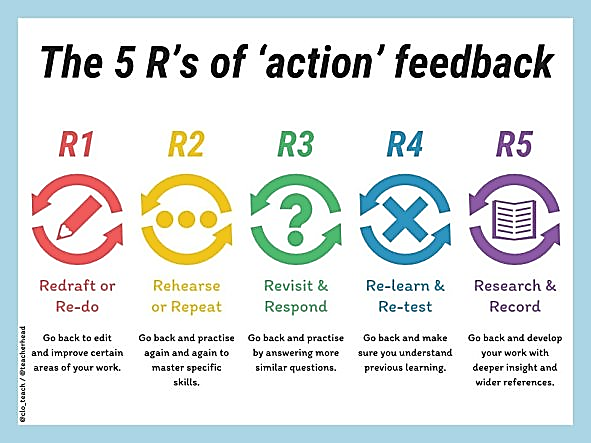 The 5 R's of 'action' feedback
R1
R2
R3
R4
R5
?
Redraft or
Re-do
Rehearse
or Repeat
Revisit &
Respond
Re-learn &
Re-test
Research &
Record
Go back to edit
and improve certain
areas of your work.
Go back and practise
again and again to
master specific
skills.
Go back and practise
by answering more
similar questions.
Go back and make
sure you understand
previous learning.
Go back and develop
your work with
deeper insight and
wider references.
@clo_teach / @teacherhead